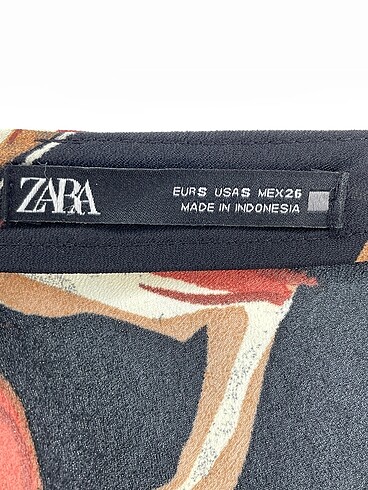 ZARA
EUR S USA S MEX 26
MADE IN INDONESIA